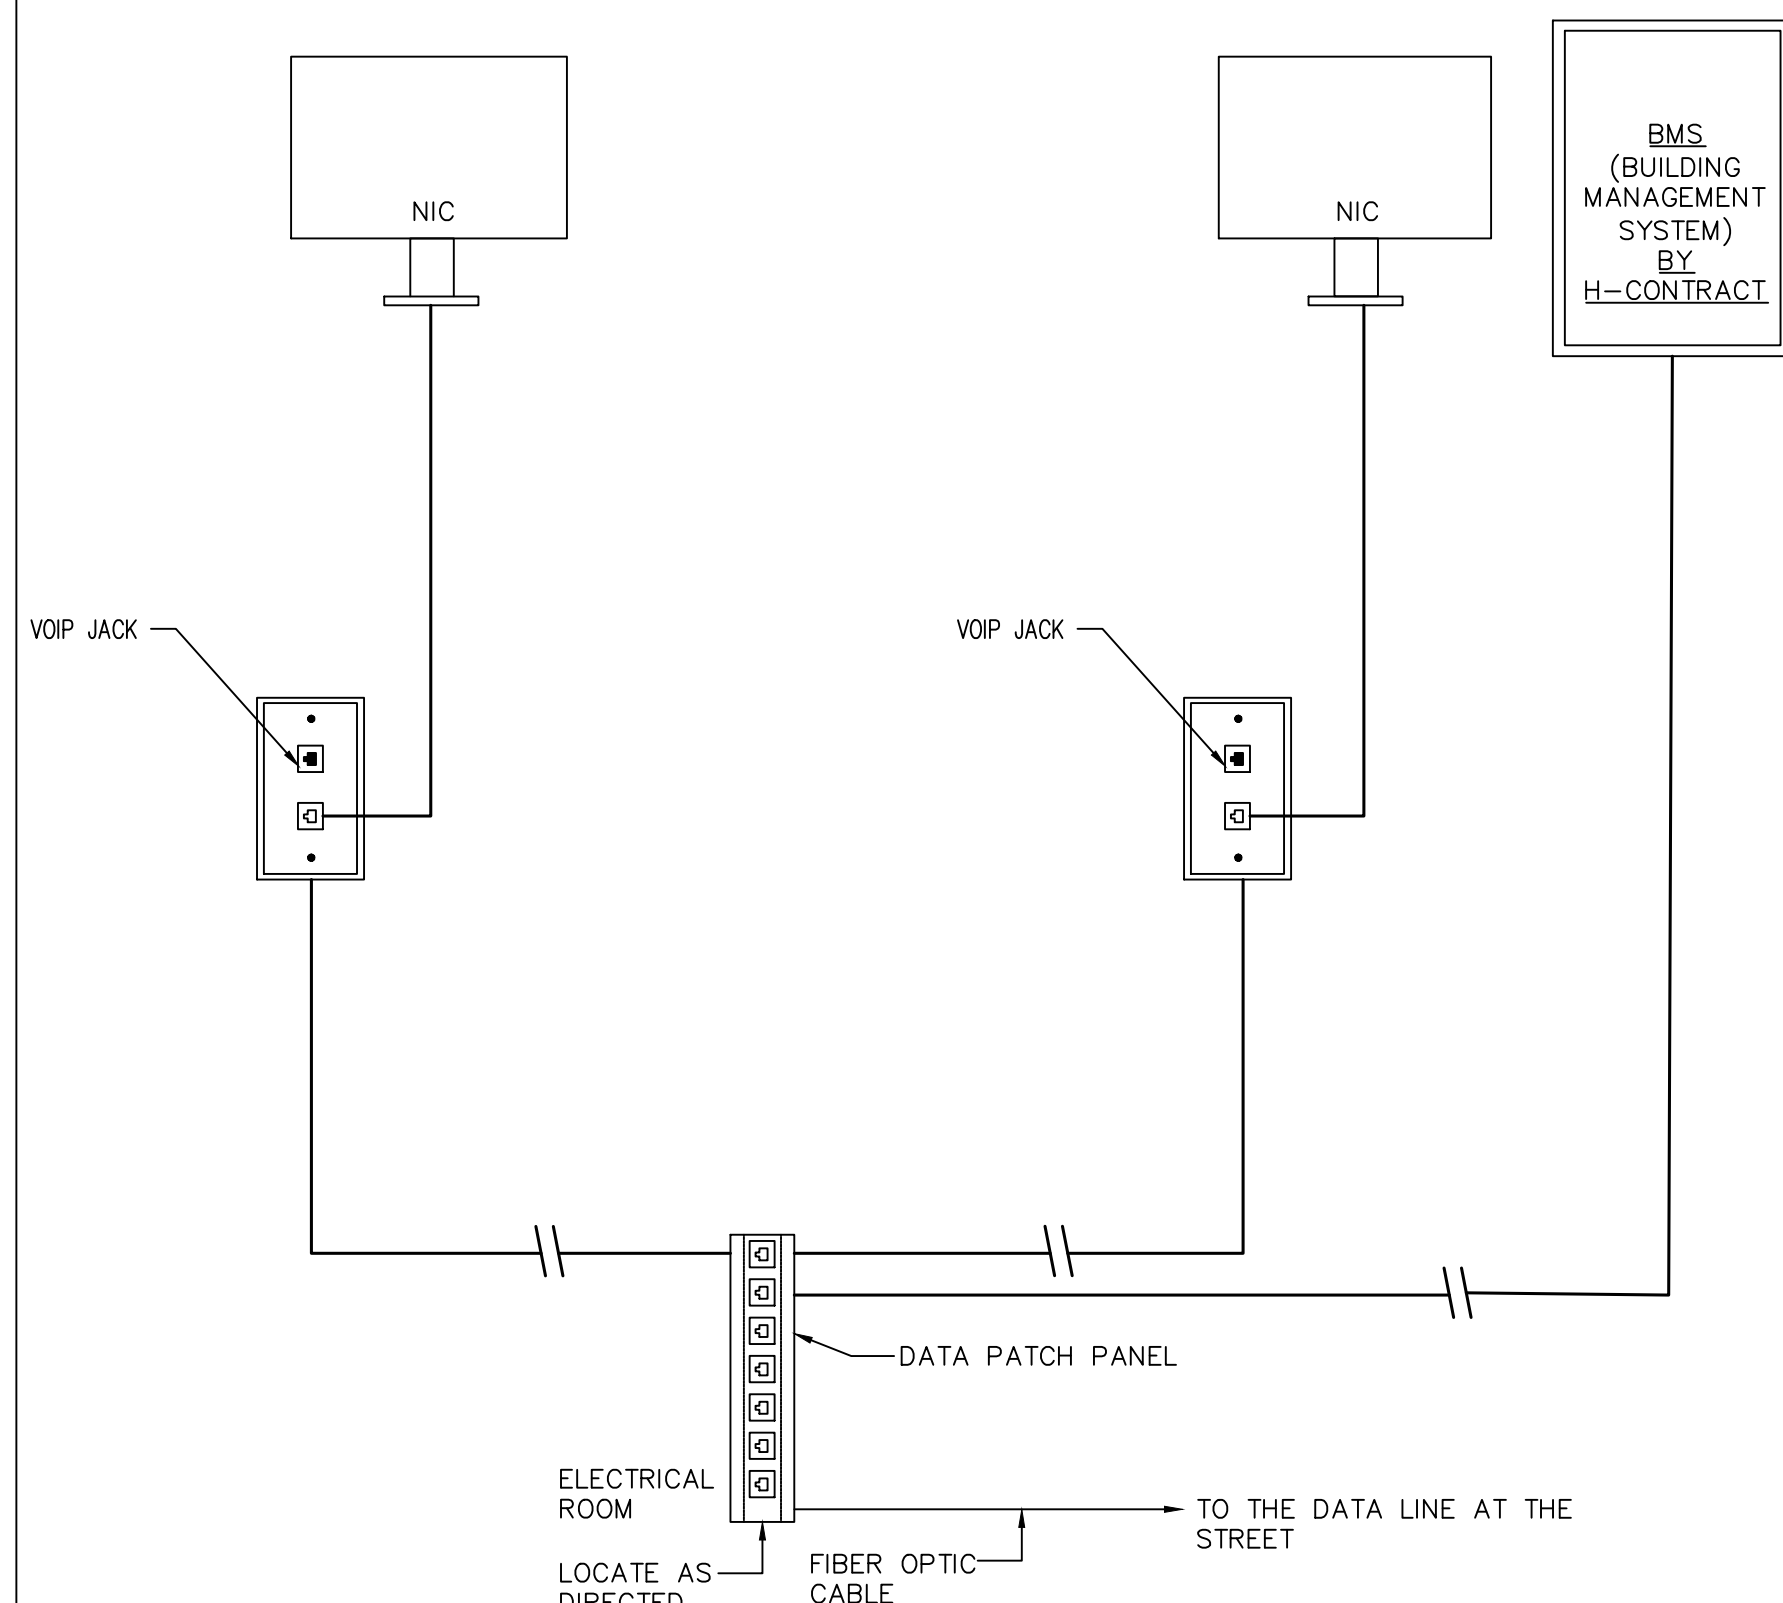 NIC
NIC
BMS
(BUILDING
MANAGEMENT
SYSTEM)
BY
H-CONTRACT
VOIP JACK
VOIP JACK
DATA PATCH PANEL
ELECTRICAL
ROOM
TO THE DATA LINE AT THE
STREET
LOCATE AS
DIRECTED
FIBER OPTIC
CABLE